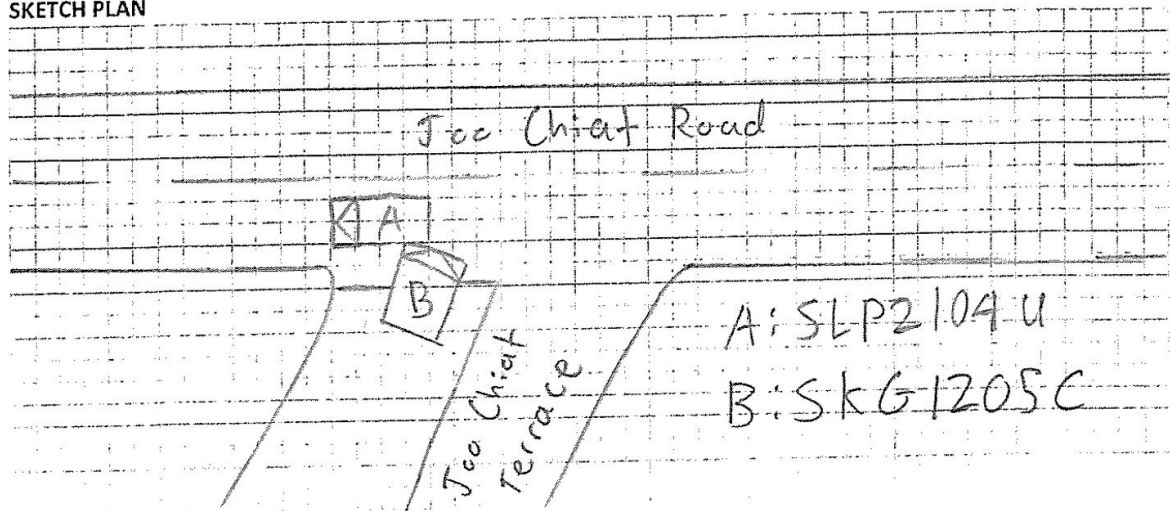 SKETCH PLAN
Joo Chiat Road
A
B
Joo Chiat
Terrace
A: SLP2104U
B: SKG1205C